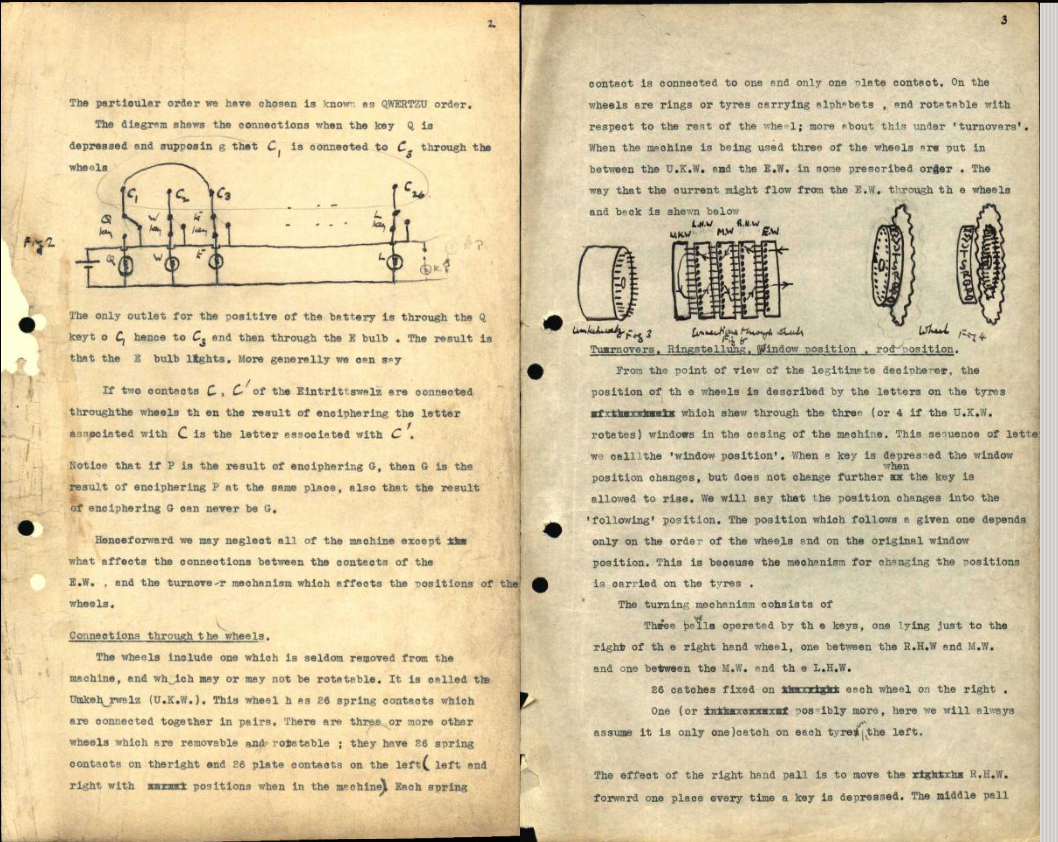 2
The particular order we have chosen is known as QWERTZU order.
The diagram shews the connections when the key Q is
depressed and supposin g that C₁ is connected to C₃ through the
wheels
C₁ C₂ C₃ C₂₆
Q key W key E key L key
Fig 2
Q W E L
The only outlet for the positive of the battery is through the Q
keyt o C₁ hence to C₃ and then through the E bulb . The result is
that the E bulb lights. More generally we can say
If two contacts C, C' of the Eintrittswalz are connected
throughthe wheels th en the result of enciphering the letter
associated with C is the letter associated with C'.
Notice that if P is the result of enciphering G, then G is the
result of enciphering P at the same place, also that the result
of enciphering G can never be G.
Henceforward we may neglect all of the machine except the
what affects the connections between the contacts of the
E.W. , and the turnover mechanism which affects the positions of the
wheels.
Connections through the wheels.
The wheels include one which is seldom removed from the
machine, and wh ich may or may not be rotatable. It is called the
Umkeh rwalz (U.K.W.). This wheel h as 26 spring contacts which
are connected together in pairs. There are three or more other
wheels which are removable and rotatable ; they have 26 spring
contacts on theright and 26 plate contacts on the left( left and
right with positions when in the machine) Each spring
3
contact is connected to one and only one plate contact. On the
wheels are rings or tyres carrying alphabets , and rotatable with
respect to the rest of the wheel; more about this under 'turnovers'.
When the machine is being used three of the wheels are put in
between the U.K.W. and the E.W. in some prescribed order . The
way that the current might flow from the E.W. through th e wheels
and back is shewn below
U.K.W L.H.W M.W R.H.W E.W
Umkehrwalz Fig 3 Connections through wheels Wheel Fig 4
Turnovers, Ringstellung, Window position , rod position.
From the point of view of the legitimate decipherer, the
position of th e wheels is described by the letters on the tyres
which shew through the three (or 4 if the U.K.W.
rotates) windows in the casing of the machine. This sequence of lette
we callthe 'window position'. When a key is depressed the window
position changes, but does not change further when the key is
allowed to rise. We will say that the position changes into the
'following' position. The position which follows a given one depends
only on the order of the wheels and on the original window
position. This is because the mechanism for changing the positions
is carried on the tyres .
The turning mechanism consists of
Three palls operated by th e keys, one lying just to the
right of th e right hand wheel, one between the R.H.W and M.W.
and one between the M.W. and th e L.H.W.
26 catches fixed on each wheel on the right .
One (or possibly more, here we will always
assume it is only one)catch on each tyre the left.
The effect of the right hand pall is to move the R.H.W.
forward one place every time a key is depressed. The middle pall